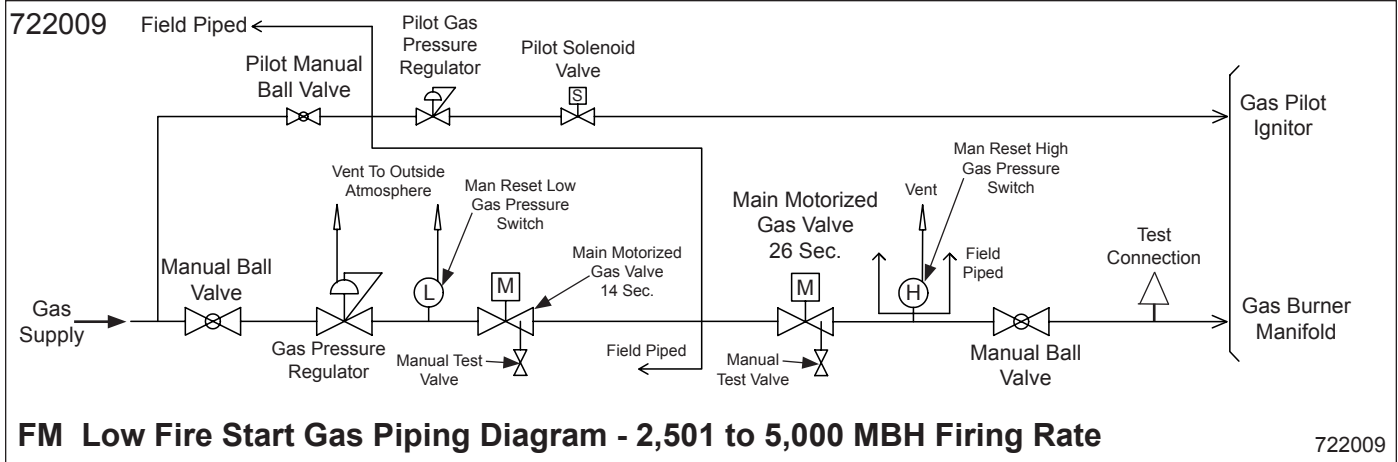 722009
Field Piped
Pilot Gas
Pressure
Regulator
Pilot Solenoid
Valve
Pilot Manual
Ball Valve
S
Gas Pilot
Ignitor
Vent To Outside
Atmosphere
Man Reset Low
Gas Pressure
Switch
Main Motorized
Gas Valve
26 Sec.
Vent
Man Reset High
Gas Pressure
Switch
Test
Connection
Manual Ball
Valve
Main Motorized
Gas Valve
14 Sec.
Field
Piped
L
M
M
H
Gas
Supply
Gas Burner
Manifold
Gas Pressure
Regulator
Manual Test
Valve
Field Piped
Manual
Test Valve
Manual Ball
Valve
FM Low Fire Start Gas Piping Diagram - 2,501 to 5,000 MBH Firing Rate
722009